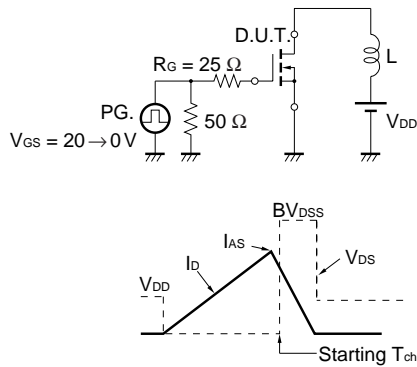 D.U.T.
RG = 25 Ω
L
PG.
50 Ω
VDD
VGS = 20 → 0 V
BVDSS
IAS
ID
VDS
VDD
Starting Tch